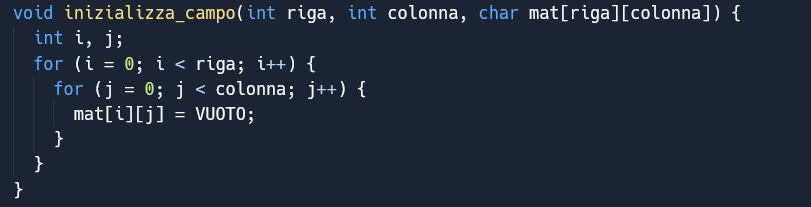 void inizializza_campo(int riga, int colonna, char mat[riga][colonna]) {
  int i, j;
  for (i = 0; i < riga; i++) {
    for (j = 0; j < colonna; j++) {
      mat[i][j] = VUOTO;
    }
  }
}